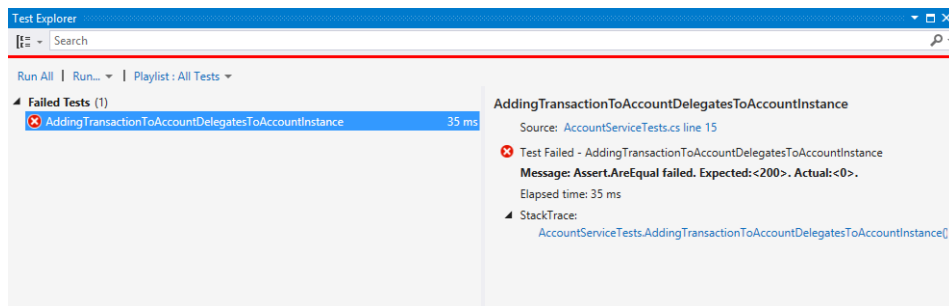 Test Explorer
Search
Run All | Run... | Playlist : All Tests
Failed Tests (1)
AddingTransactionToAccountDelegatesToAccountInstance 35 ms
AddingTransactionToAccountDelegatesToAccountInstance
Source: AccountServiceTests.cs line 15
Test Failed - AddingTransactionToAccountDelegatesToAccountInstance
Message: Assert.AreEqual failed. Expected:<200>. Actual:<0>.
Elapsed time: 35 ms
StackTrace:
AccountServiceTests.AddingTransactionToAccountDelegatesToAccountInstance()